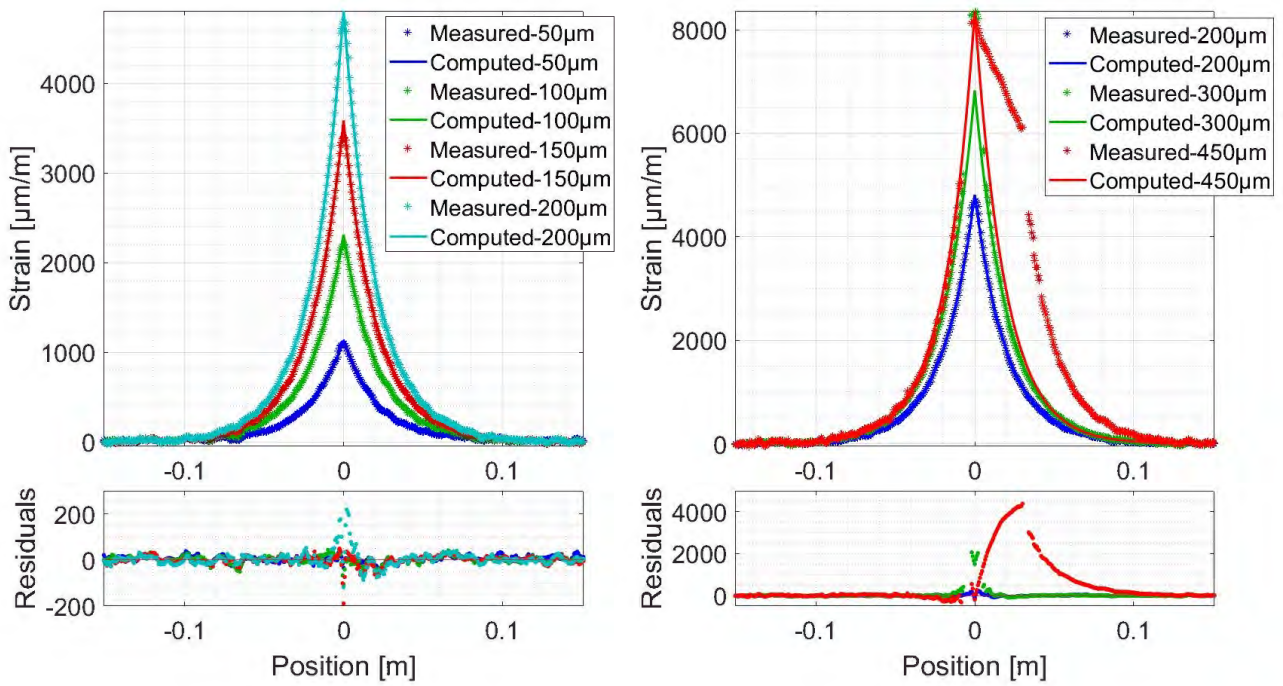 Strain [µm/m]
4000
3000
2000
1000
0
-0.1
0
0.1
Measured-50µm
Computed-50µm
Measured-100µm
Computed-100µm
Measured-150µm
Computed-150µm
Measured-200µm
Computed-200µm
Residuals
200
0
-200
-0.1
0
0.1
Position [m]
Strain [µm/m]
8000
6000
4000
2000
0
-0.1
0
0.1
Measured-200µm
Computed-200µm
Measured-300µm
Computed-300µm
Measured-450µm
Computed-450µm
Residuals
4000
2000
0
-0.1
0
0.1
Position [m]